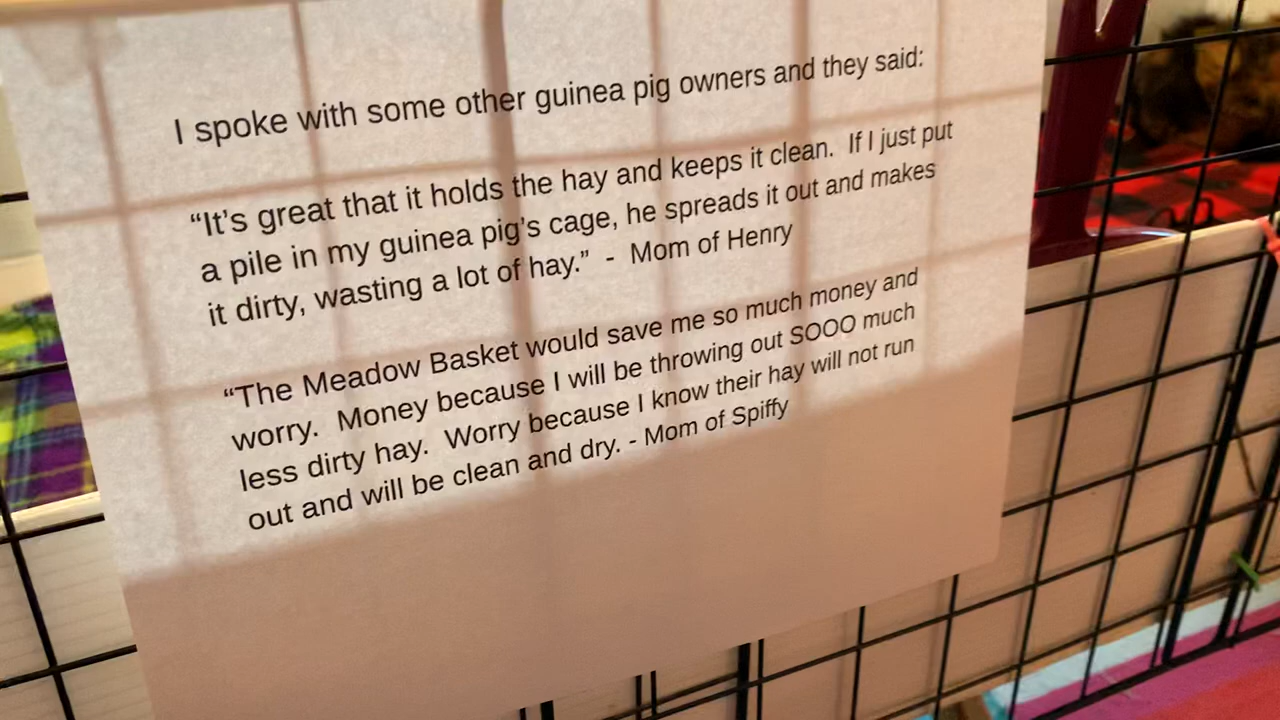 I spoke with some other guinea pig owners and they said:
“It’s great that it holds the hay and keeps it clean.  If I just put
a pile in my guinea pig’s cage, he spreads it out and makes
it dirty, wasting a lot of hay.”  -  Mom of Henry
“The Meadow Basket would save me so much money and
worry.  Money because I will be throwing out SOOO much
less dirty hay.  Worry because I know their hay will not run
out and will be clean and dry. - Mom of Spiffy